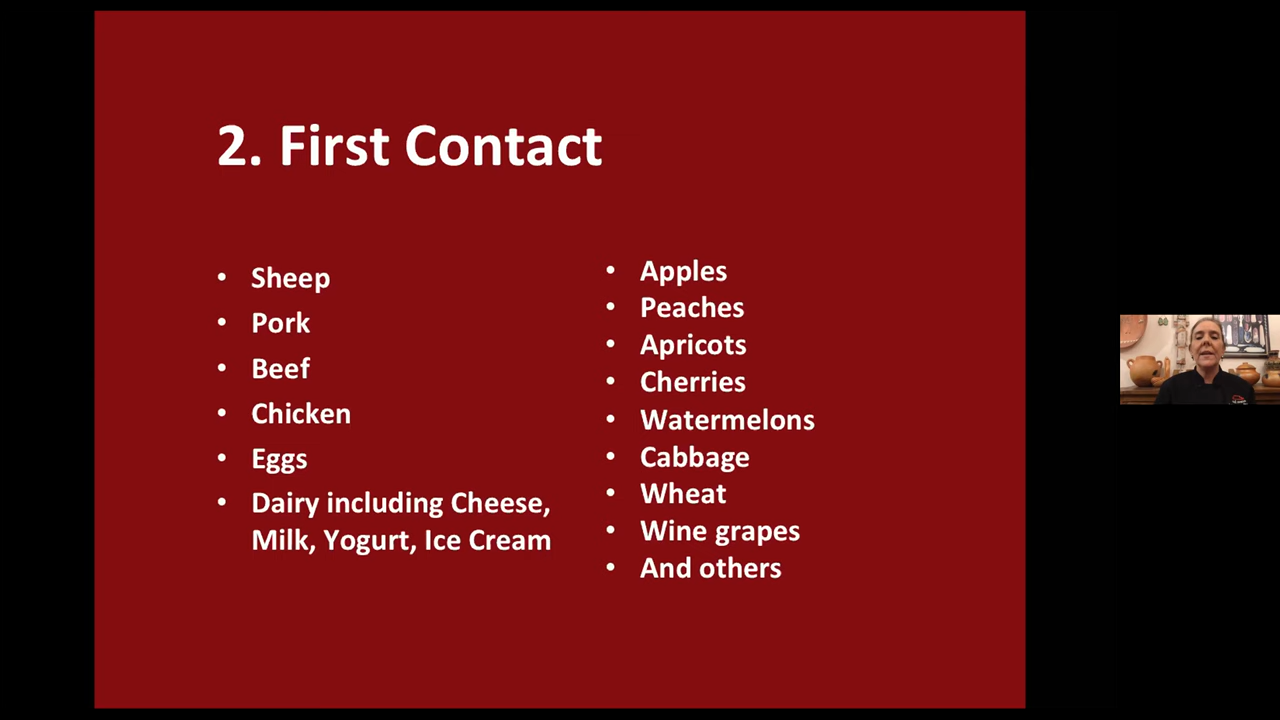 2. First Contact
• Sheep
• Pork
• Beef
• Chicken
• Eggs
• Dairy including Cheese,
Milk, Yogurt, Ice Cream
• Apples
• Peaches
• Apricots
• Cherries
• Watermelons
• Cabbage
• Wheat
• Wine grapes
• And others